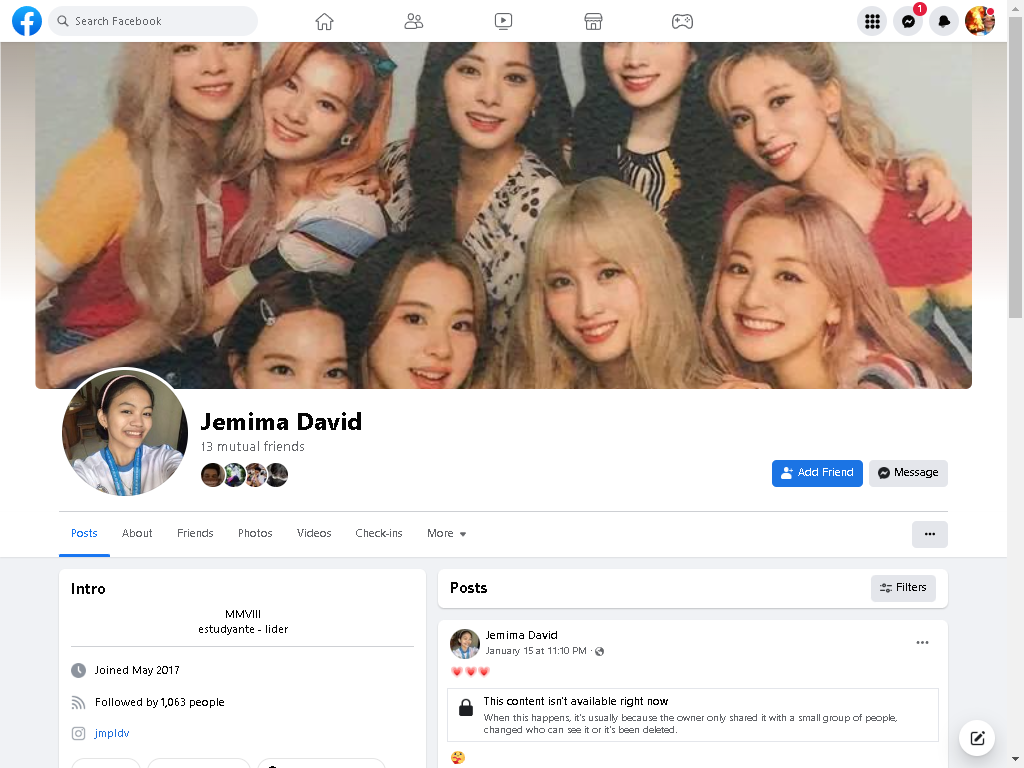 Search Facebook
1
Jemima David
13 mutual friends
Add Friend
Message
Posts
About
Friends
Photos
Videos
Check-ins
More
Intro
MMVIII
estudyante - lider
Joined May 2017
Followed by 1,063 people
jmpldv
Posts
Filters
Jemima David
January 15 at 11:10 PM ·
This content isn't available right now
When this happens, it's usually because the owner only shared it with a small group of people,
changed who can see it or it's been deleted.